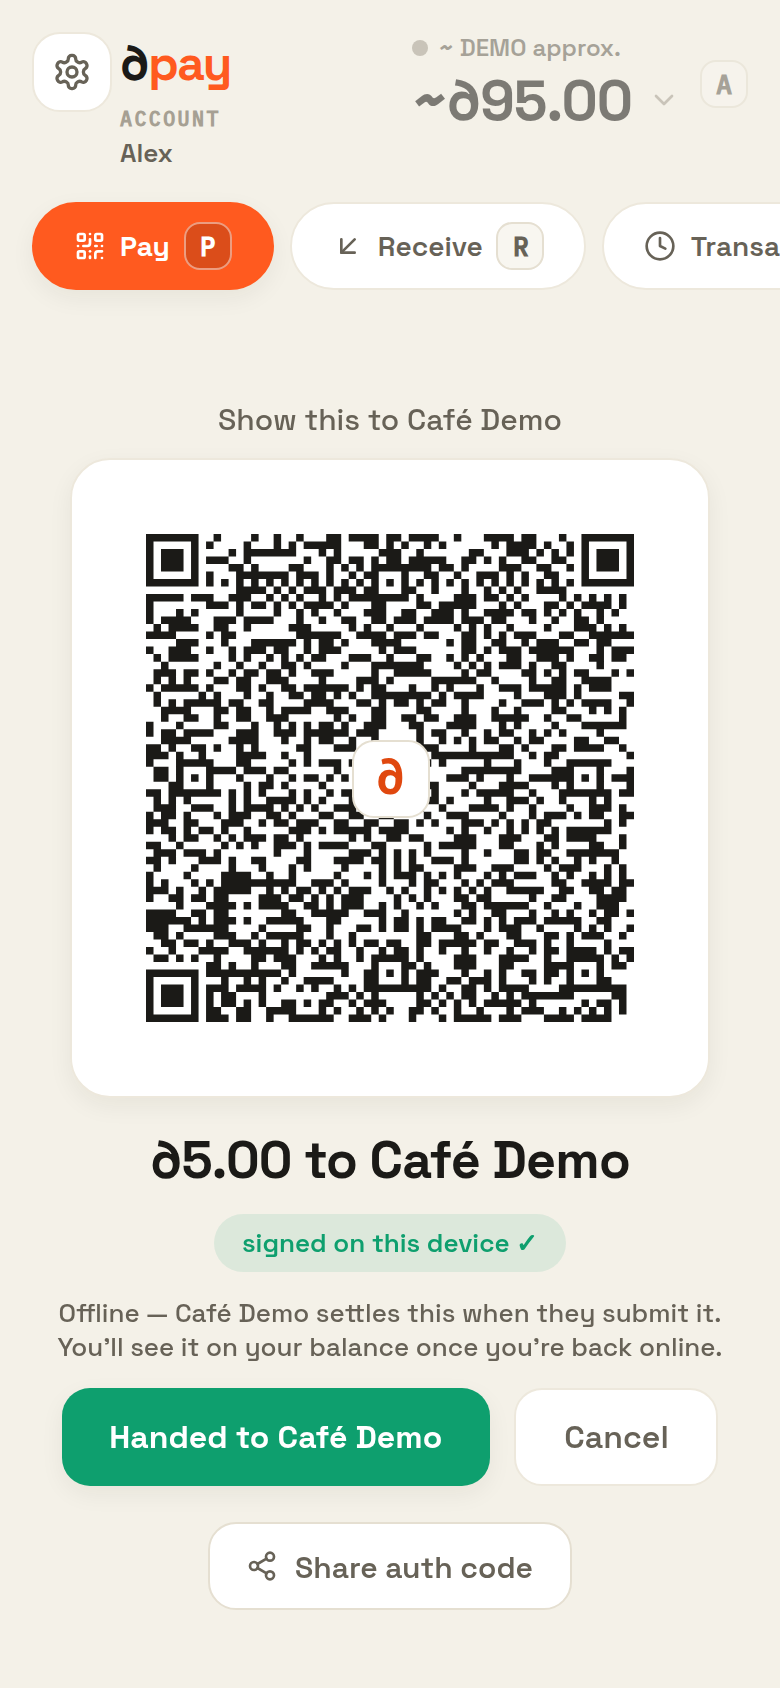 ∂pay
ACCOUNT
Alex
~ DEMO approx.
~∂95.00
A
Pay P
Receive R
Transa
Show this to Café Demo
∂
∂5.00 to Café Demo
signed on this device ✓
Offline — Café Demo settles this when they submit it.
You’ll see it on your balance once you’re back online.
Handed to Café Demo
Cancel
Share auth code